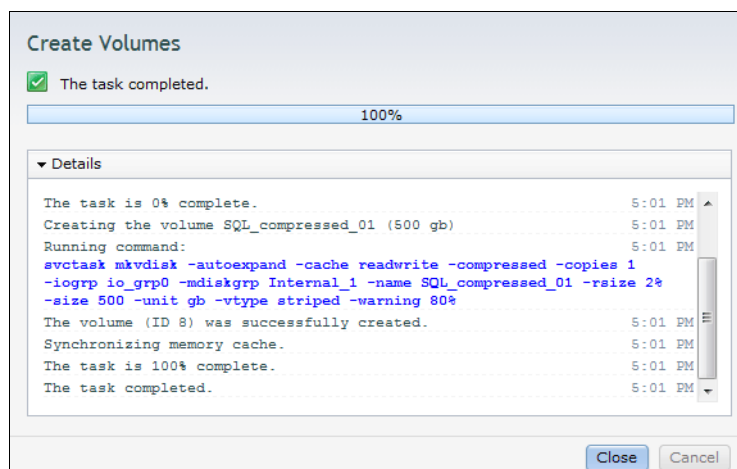 Create Volumes
The task completed.
100%
Details
The task is 0% complete. 5:01 PM
Creating the volume SQL_compressed_01 (500 gb) 5:01 PM
Running command: 5:01 PM
svctask mkvdisk -autoexpand -cache readwrite -compressed -copies 1
-iogrp io_grp0 -mdiskgrp Internal_1 -name SQL_compressed_01 -rsize 2%
-size 500 -unit gb -vtype striped -warning 80%
The volume (ID 8) was successfully created. 5:01 PM
Synchronizing memory cache. 5:01 PM
The task is 100% complete. 5:01 PM
The task completed. 5:01 PM
Close Cancel